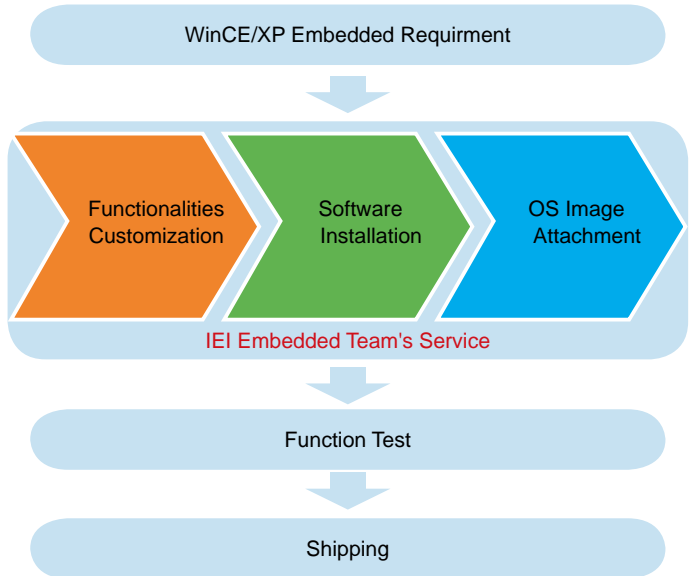 WinCE/XP Embedded Requirment
Functionalities
Customization
Software
Installation
OS Image
Attachment
IEI Embedded Team's Service
Function Test
Shipping